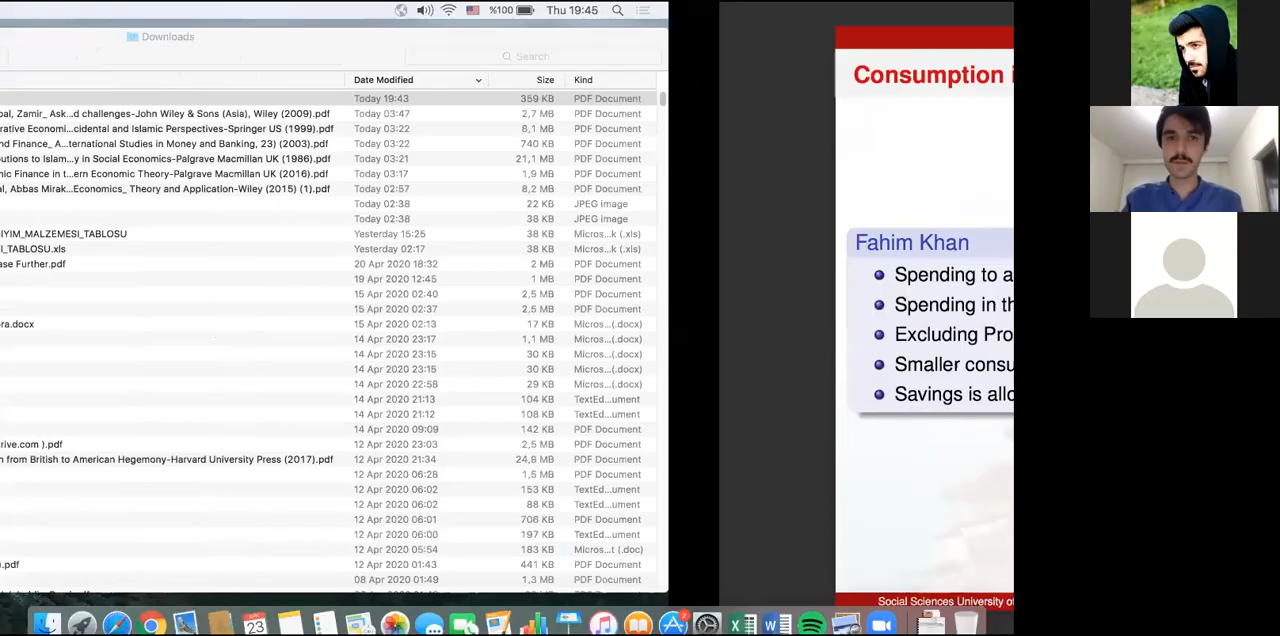 %100 Thu 19:45
Downloads
Search
Date Modified Size Kind
Today 19:43 359 KB PDF Document
bal, Zamir_ Ask...d challenges-John Wiley & Sons (Asia), Wiley (2009).pdf Today 03:47 2,7 MB PDF Document
rative Economi...cidental and Islamic Perspectives-Springer US (1999).pdf Today 03:22 8,1 MB PDF Document
nd Finance_ A...ternational Studies in Money and Banking, 23) (2003).pdf Today 03:22 740 KB PDF Document
butions to Islam...y in Social Economics-Palgrave Macmillan UK (1986).pdf Today 03:21 21,1 MB PDF Document
mic Finance in t...ern Economic Theory-Palgrave Macmillan UK (2016).pdf Today 03:17 1,9 MB PDF Document
al, Abbas Mirak...Economics_ Theory and Application-Wiley (2015) (1).pdf Today 02:57 8,2 MB PDF Document
Today 02:38 22 KB JPEG image
Today 02:38 38 KB JPEG image
IYIM_MALZEMESI_TABLOSU Yesterday 15:25 38 KB Micros...k (.xls)
I_TABLOSU.xls Yesterday 02:17 38 KB Micros...k (.xls)
ase Further.pdf 20 Apr 2020 18:32 2 MB PDF Document
19 Apr 2020 12:45 1 MB PDF Document
15 Apr 2020 02:40 2,5 MB PDF Document
15 Apr 2020 02:37 2,5 MB PDF Document
ora.docx 15 Apr 2020 02:13 17 KB Micros...(.docx)
14 Apr 2020 23:17 1,1 MB Micros...(.docx)
14 Apr 2020 23:15 30 KB Micros...(.docx)
14 Apr 2020 23:15 30 KB Micros...(.docx)
14 Apr 2020 22:58 29 KB Micros...(.docx)
14 Apr 2020 21:13 104 KB TextEd...ument
14 Apr 2020 21:12 108 KB TextEd...ument
14 Apr 2020 09:09 142 KB PDF Document
rive.com ).pdf 12 Apr 2020 23:03 2,5 MB PDF Document
n from British to American Hegemony-Harvard University Press (2017).pdf 12 Apr 2020 21:34 24,9 MB PDF Document
12 Apr 2020 06:28 1,5 MB PDF Document
12 Apr 2020 06:02 153 KB TextEd...ument
12 Apr 2020 06:02 88 KB TextEd...ument
12 Apr 2020 06:01 706 KB PDF Document
12 Apr 2020 06:00 197 KB TextEd...ument
12 Apr 2020 05:54 183 KB Micros...t (.doc)
).pdf 12 Apr 2020 01:43 441 KB PDF Document
08 Apr 2020 01:49 1,3 MB PDF Document
23
2
Consumption i
Fahim Khan
Spending to a
Spending in th
Excluding Pro
Smaller consu
Savings is allo
Social Sciences University of